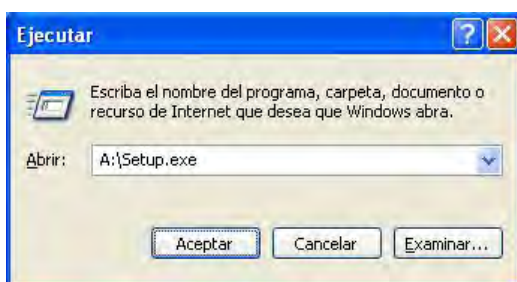 Ejecutar
Escriba el nombre del programa, carpeta, documento o
recurso de Internet que desea que Windows abra.
Abrir: A:\Setup.exe
Aceptar Cancelar Examinar...